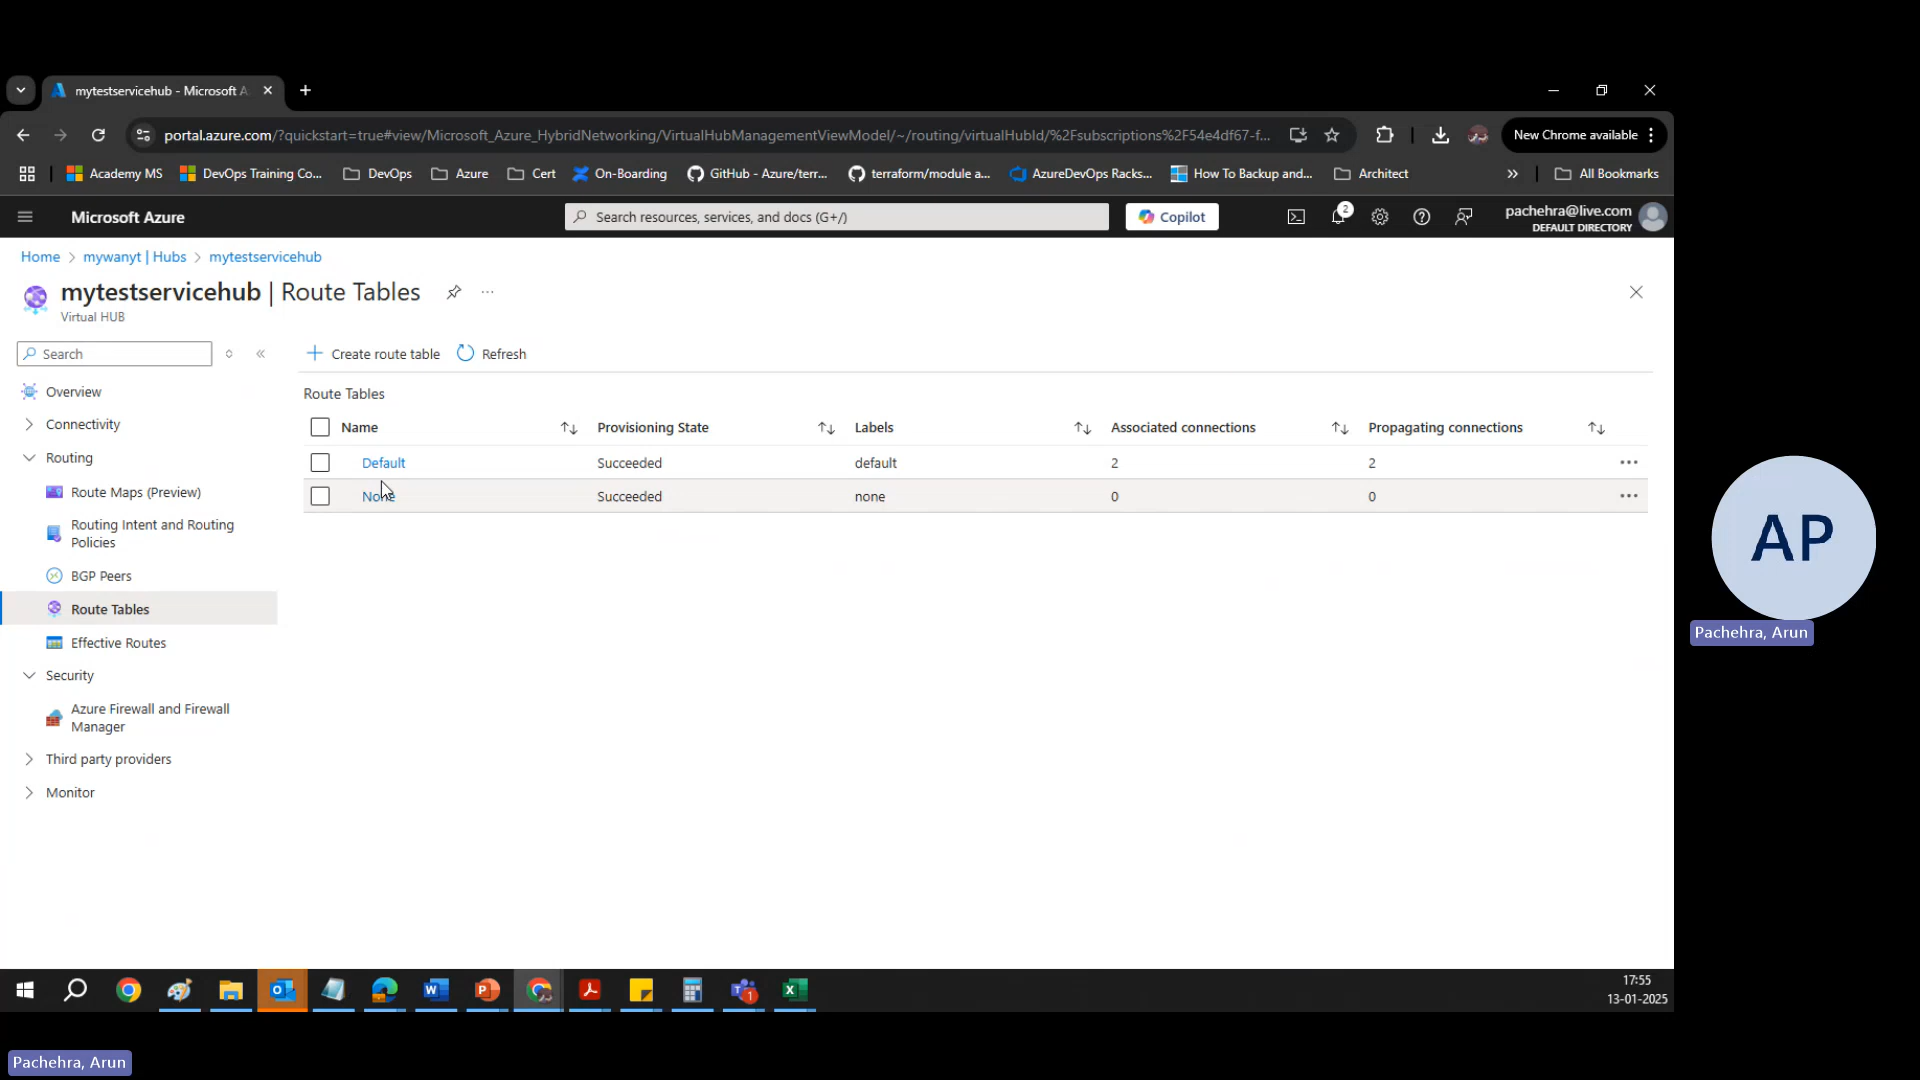 mytestservicehub - Microsoft A
portal.azure.com/?quickstart=true#view/Microsoft_Azure_HybridNetworking/VirtualHubManagementViewModel/~/routing/virtualHubId/%2Fsubscriptions%2F54e4df67-f...
New Chrome available
Academy MS
DevOps Training Co...
DevOps
Azure
Cert
On-Boarding
GitHub - Azure/terr...
terraform/module a...
AzureDevOps Racks...
How To Backup and...
Architect
All Bookmarks
Microsoft Azure
Search resources, services, and docs (G+/)
Copilot
2
pachehra@live.com
DEFAULT DIRECTORY
Home > mywanyt | Hubs > mytestservicehub
mytestservicehub | Route Tables
Virtual HUB
Search
Overview
Connectivity
Routing
Route Maps (Preview)
Routing Intent and Routing
Policies
BGP Peers
Route Tables
Effective Routes
Security
Azure Firewall and Firewall
Manager
Third party providers
Monitor
Create route table
Refresh
Route Tables
Name Provisioning State Labels Associated connections Propagating connections
Default Succeeded default 2 2
None Succeeded none 0 0
AP
Pachehra, Arun
17:55
13-01-2025
Pachehra, Arun